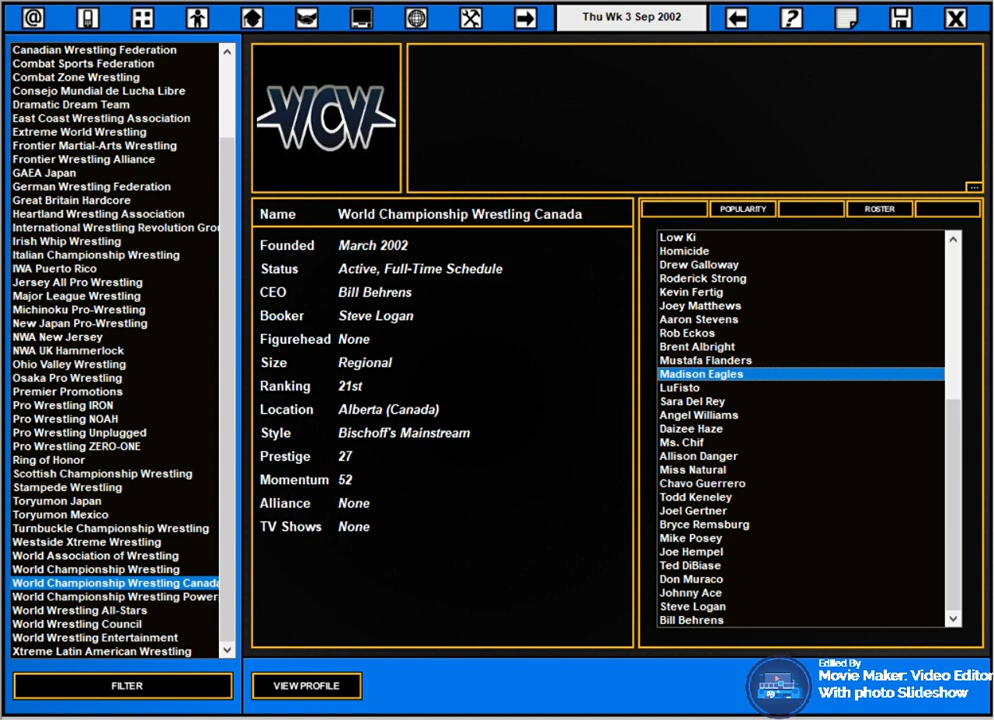 Thu Wk 3 Sep 2002
Canadian Wrestling Federation
Combat Sports Federation
Combat Zone Wrestling
Consejo Mundial de Lucha Libre
Dramatic Dream Team
East Coast Wrestling Association
Extreme World Wrestling
Frontier Martial-Arts Wrestling
Frontier Wrestling Alliance
GAEA Japan
German Wrestling Federation
Great Britain Hardcore
Heartland Wrestling Association
International Wrestling Revolution Grou
Irish Whip Wrestling
Italian Championship Wrestling
IWA Puerto Rico
Jersey All Pro Wrestling
Major League Wrestling
Michinoku Pro-Wrestling
New Japan Pro-Wrestling
NWA New Jersey
NWA UK Hammerlock
Ohio Valley Wrestling
Osaka Pro Wrestling
Premier Promotions
Pro Wrestling IRON
Pro Wrestling NOAH
Pro Wrestling Unplugged
Pro Wrestling ZERO-ONE
Ring of Honor
Scottish Championship Wrestling
Stampede Wrestling
Toryumon Japan
Toryumon Mexico
Turnbuckle Championship Wrestling
Westside Xtreme Wrestling
World Association of Wrestling
World Championship Wrestling
World Championship Wrestling Canada
World Championship Wrestling Power
World Wrestling All-Stars
World Wrestling Council
World Wrestling Entertainment
Xtreme Latin American Wrestling
FILTER
WCW
...
Name World Championship Wrestling Canada
Founded March 2002
Status Active, Full-Time Schedule
CEO Bill Behrens
Booker Steve Logan
Figurehead None
Size Regional
Ranking 21st
Location Alberta (Canada)
Style Bischoff's Mainstream
Prestige 27
Momentum 52
Alliance None
TV Shows None
VIEW PROFILE
POPULARITY ROSTER
Low Ki
Homicide
Drew Galloway
Roderick Strong
Kevin Fertig
Joey Matthews
Aaron Stevens
Rob Eckos
Brent Albright
Mustafa Flanders
Madison Eagles
LuFisto
Sara Del Rey
Angel Williams
Daizee Haze
Ms. Chif
Allison Danger
Miss Natural
Chavo Guerrero
Todd Keneley
Joel Gertner
Bryce Remsburg
Mike Posey
Joe Hempel
Ted DiBiase
Don Muraco
Johnny Ace
Steve Logan
Bill Behrens
Edited By
Movie Maker: Video Editor
With photo Slideshow